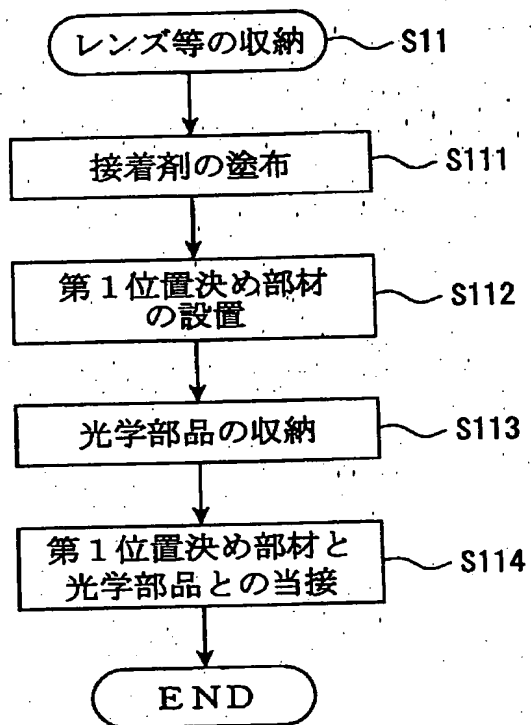 レンズ等の収納 S11
接着剤の塗布 S111
第1位置決め部材
の設置 S112
光学部品の収納 S113
第1位置決め部材と
光学部品との当接 S114
END